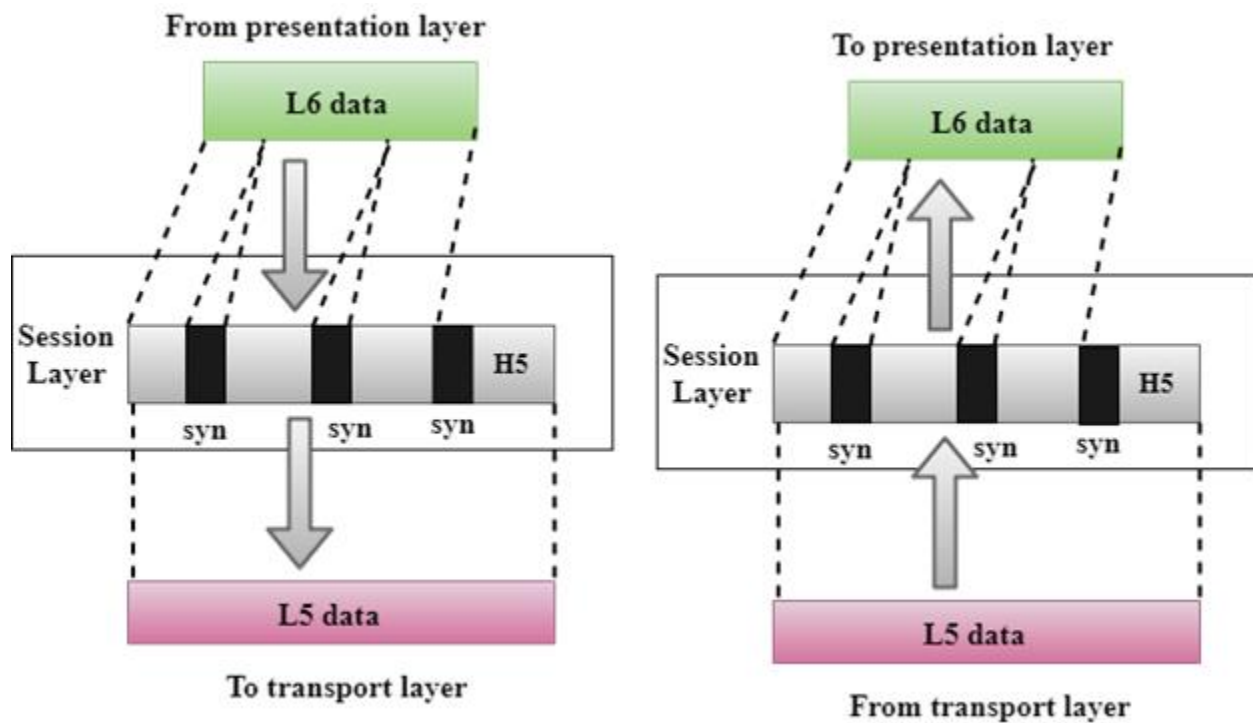 From presentation layer
L6 data
Session
Layer
H5
syn
syn
syn
L5 data
To transport layer
To presentation layer
L6 data
Session
Layer
H5
syn
syn
syn
L5 data
From transport layer